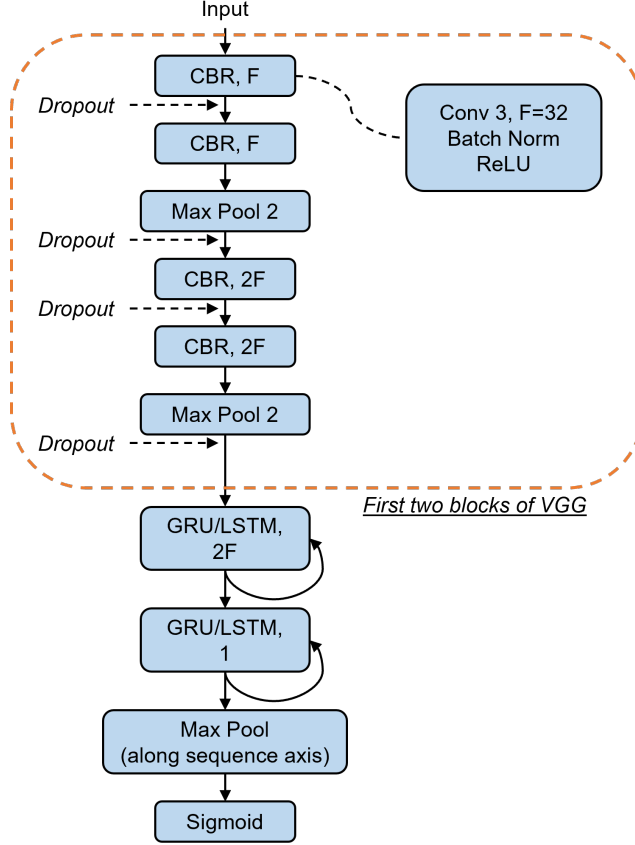 Input
CBR, F
Dropout
Conv 3, F=32
Batch Norm
ReLU
CBR, F
Max Pool 2
Dropout
CBR, 2F
Dropout
CBR, 2F
Max Pool 2
Dropout
First two blocks of VGG
GRU/LSTM,
2F
GRU/LSTM,
1
Max Pool
(along sequence axis)
Sigmoid